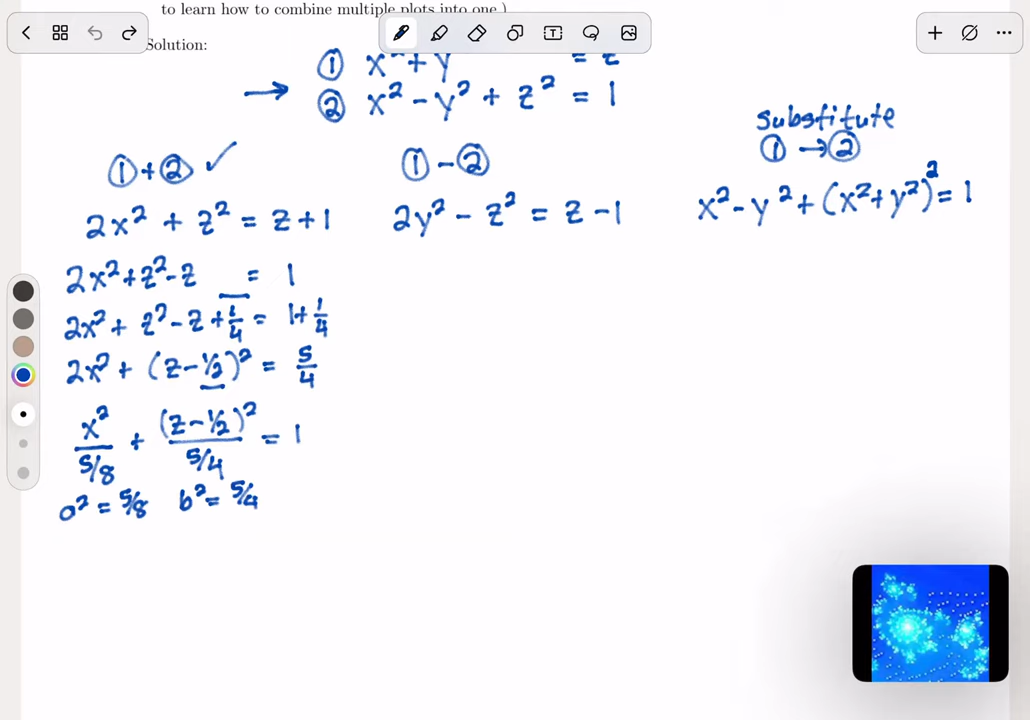 to learn how to combine multiple plots into one.)
Solution:
① x² + y = z
→ ② x² - y² + z² = 1
① + ② ✓
2x² + z² = z + 1
2x² + z² - z __ = 1
2x² + z² - z + 1/4 = 1 + 1/4
2x² + (z - 1/2)² = 5/4
x²/(5/8) + (z - 1/2)²/(5/4) = 1
a² = 5/8 b² = 5/4
① - ②
2y² - z² = z - 1
Substitute
① → ②
x² - y² + (x² + y²)² = 1